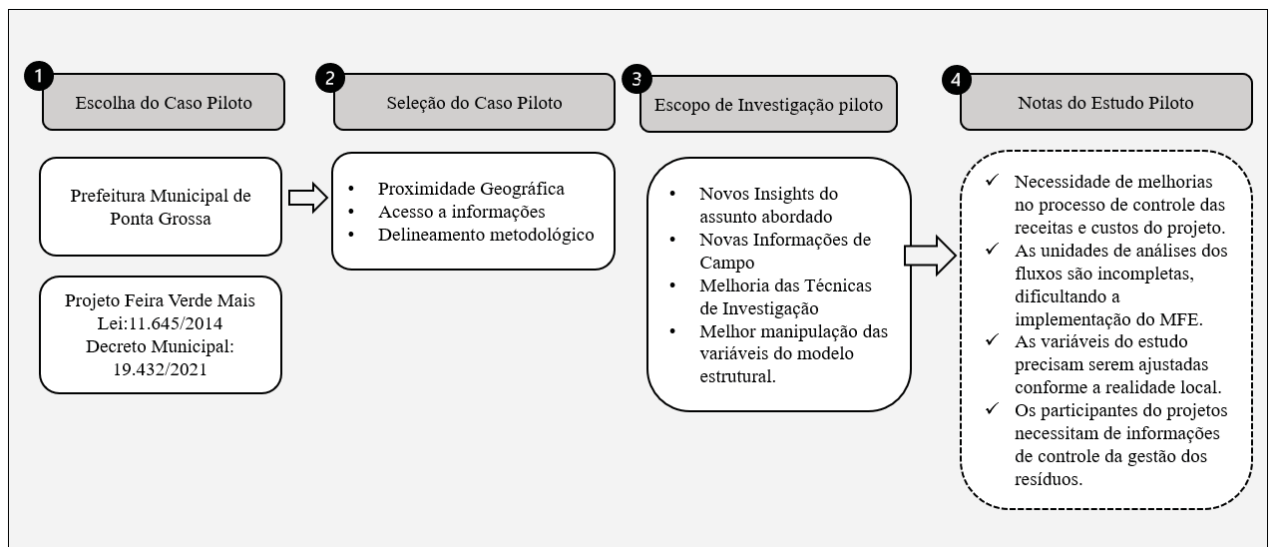 1
Escolha do Caso Piloto
Prefeitura Municipal de
Ponta Grossa
Projeto Feira Verde Mais
Lei:11.645/2014
Decreto Municipal:
19.432/2021
2
Seleção do Caso Piloto
• Proximidade Geográfica
• Acesso a informações
• Delineamento metodológico
3
Escopo de Investigação piloto
• Novos Insights do
assunto abordado
• Novas Informações de
Campo
• Melhoria das Técnicas
de Investigação
• Melhor manipulação das
variáveis do modelo
estrutural.
4
Notas do Estudo Piloto
✓ Necessidade de melhorias
no processo de controle das
receitas e custos do projeto.
✓ As unidades de análises dos
fluxos são incompletas,
dificultando a
implementação do MFE.
✓ As variáveis do estudo
precisam serem ajustadas
conforme a realidade local.
✓ Os participantes do projetos
necessitam de informações
de controle da gestão dos
resíduos.